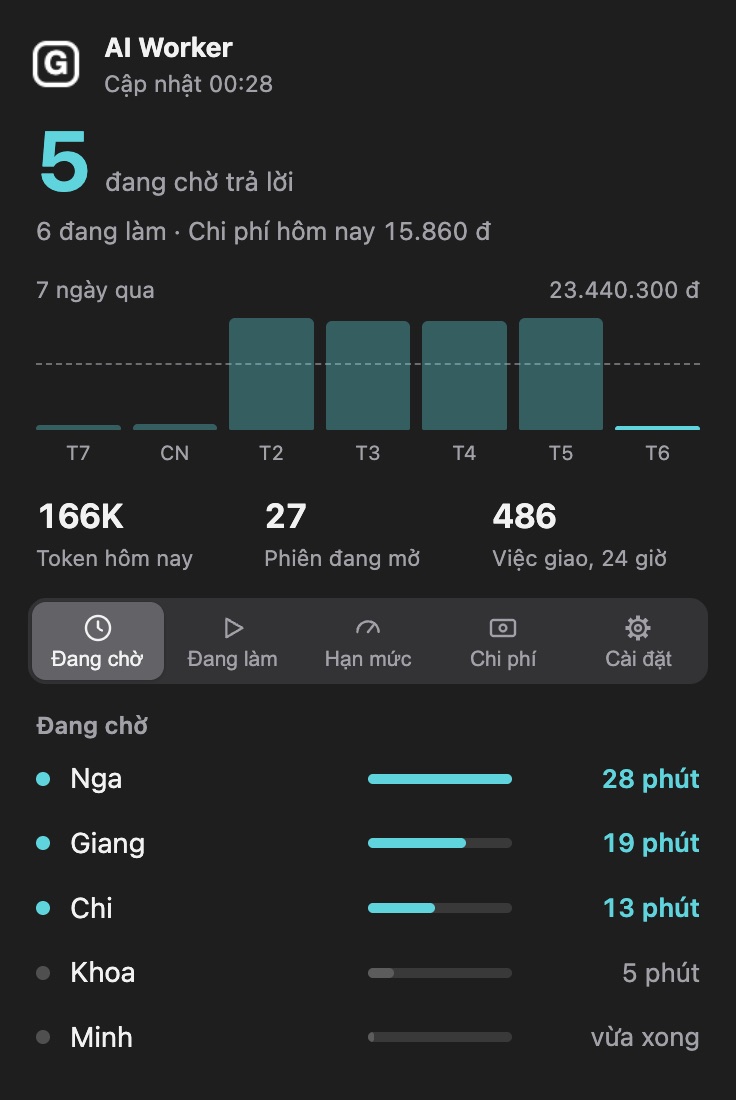 G
AI Worker
Cập nhật 00:28
5 đang chờ trả lời
6 đang làm · Chi phí hôm nay 15.860 đ
7 ngày qua 23.440.300 đ
T7 CN T2 T3 T4 T5 T6
166K 27 486
Token hôm nay Phiên đang mở Việc giao, 24 giờ
Đang chờ Đang làm Hạn mức Chi phí Cài đặt
Đang chờ
Nga 28 phút
Giang 19 phút
Chi 13 phút
Khoa 5 phút
Minh vừa xong